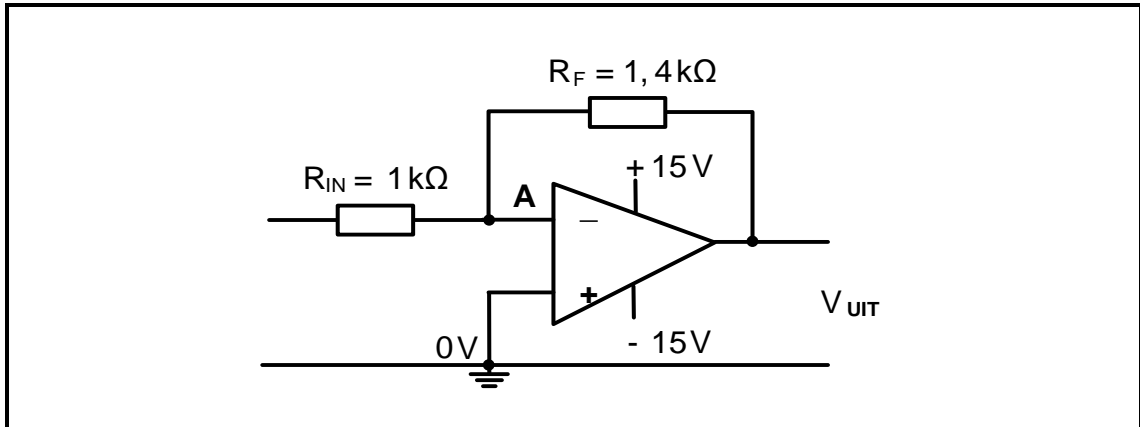 R_F = 1,4kΩ
+ 15V
R_IN = 1kΩ
A
−
+
V_UIT
0V
- 15V